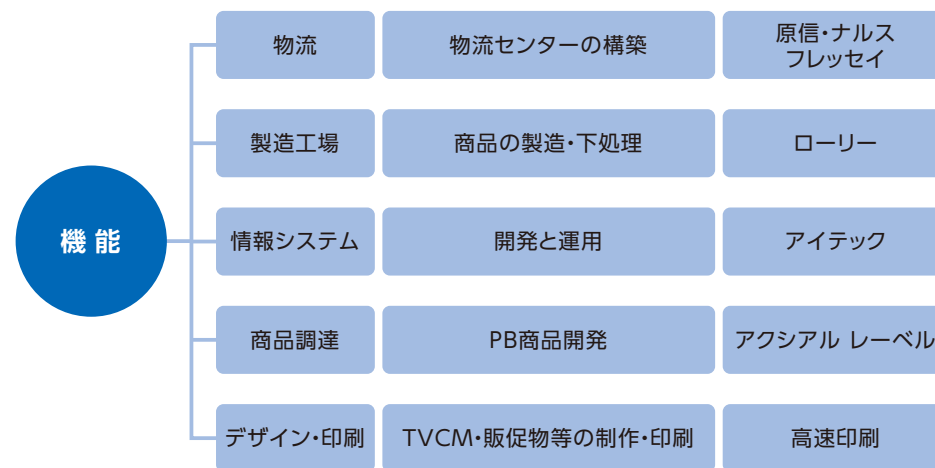 機能
物流
物流センターの構築
原信・ナルス
フレッセイ
製造工場
商品の製造・下処理
ローリー
情報システム
開発と運用
アイテック
商品調達
PB商品開発
アクシアル レーベル
デザイン・印刷
TVCM・販促物等の制作・印刷
高速印刷